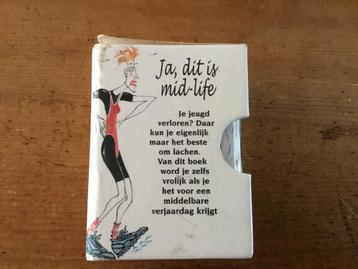 Ja, dit is
mid-life
Je jeugd
verloren? Daar
kun je eigenlijk
maar het beste
om lachen.
Van dit boek
word je zelfs
vrolijk als je
het voor een
middelbare
verjaardag krijgt